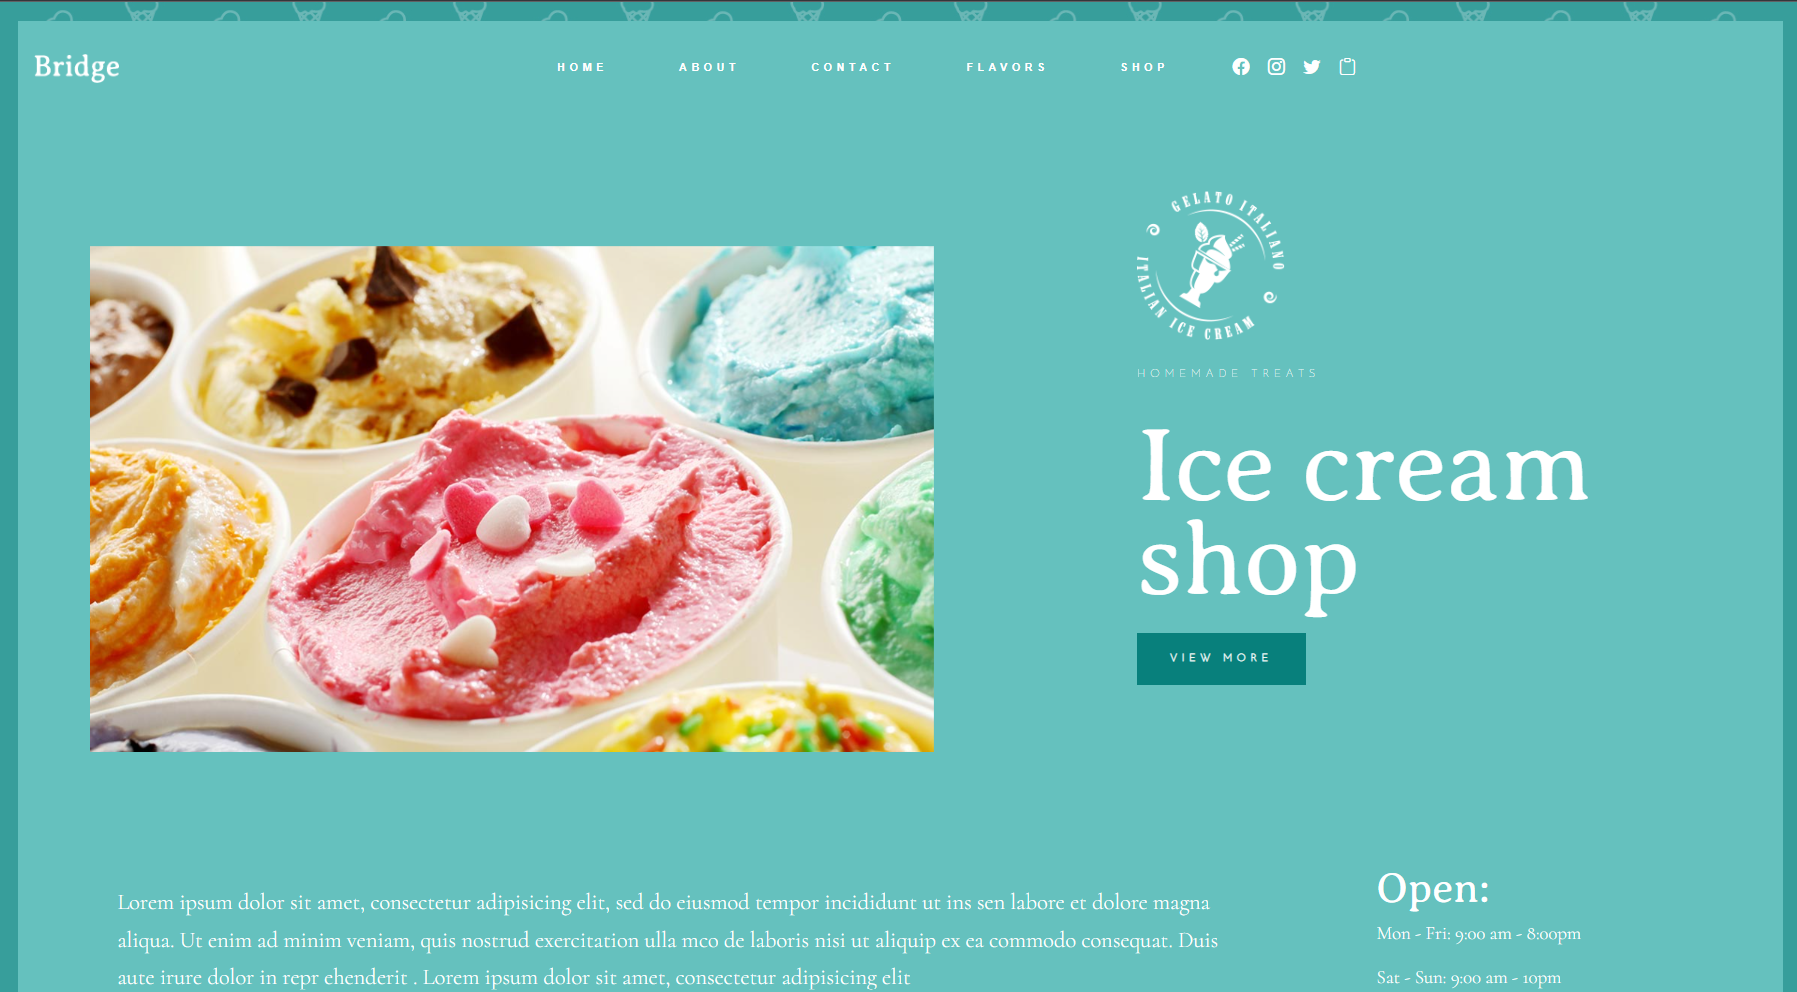 Bridge
HOME ABOUT CONTACT FLAVORS SHOP
GELATO ITALIANO
ITALIAN ICE CREAM
HOMEMADE TREATS
Ice cream
shop
VIEW MORE
Lorem ipsum dolor sit amet, consectetur adipisicing elit, sed do eiusmod tempor incididunt ut ins sen labore et dolore magna
aliqua. Ut enim ad minim veniam, quis nostrud exercitation ulla mco de laboris nisi ut aliquip ex ea commodo consequat. Duis
aute irure dolor in repr ehenderit . Lorem ipsum dolor sit amet, consectetur adipisicing elit
Open:
Mon - Fri: 9:00 am - 8:00pm
Sat - Sun: 9:00 am - 10pm